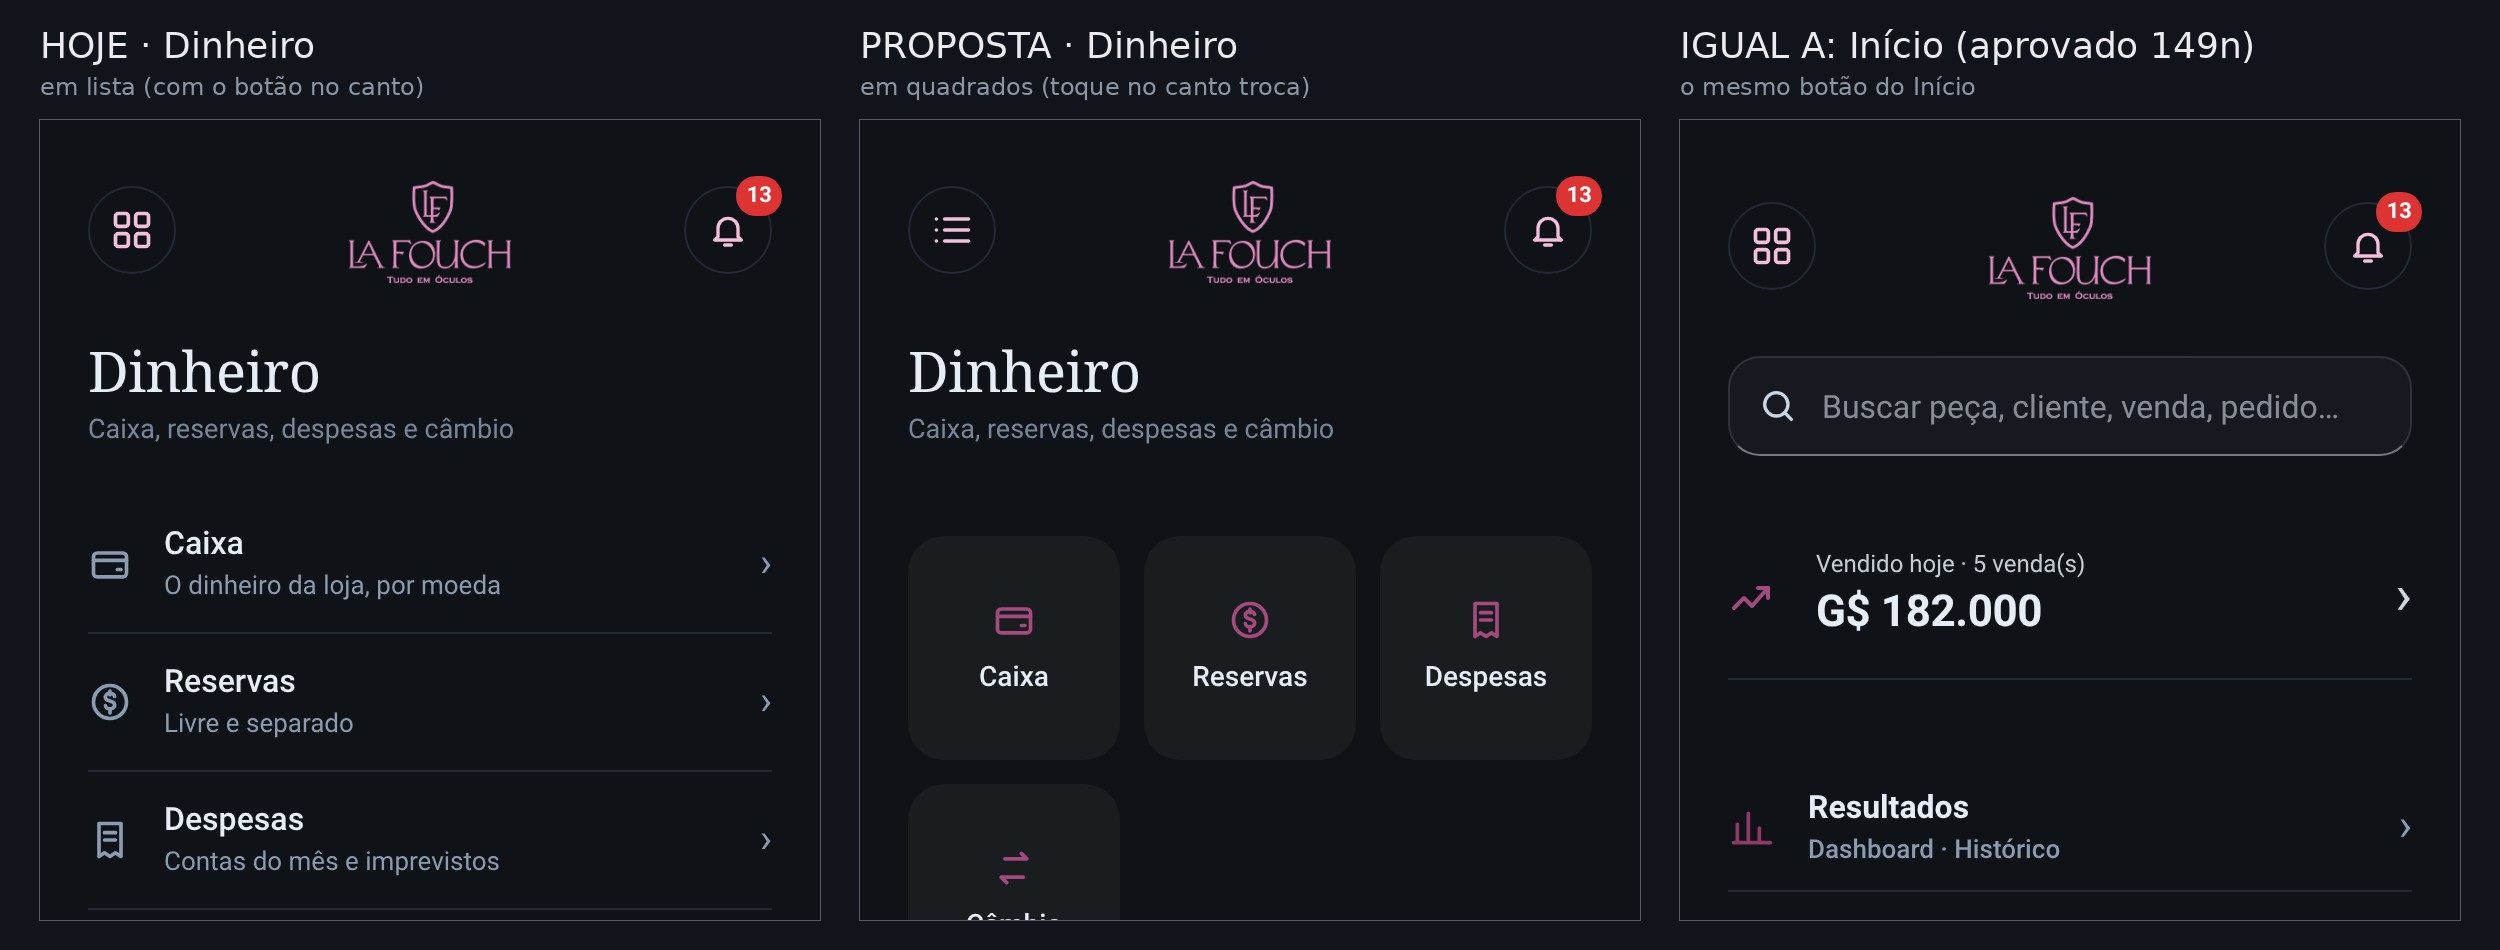 HOJE · Dinheiro
em lista (com o botão no canto)
13
LF
LA FOUCH
TUDO EM ÓCULOS
Dinheiro
Caixa, reservas, despesas e câmbio
Caixa
O dinheiro da loja, por moeda
Reservas
Livre e separado
Despesas
Contas do mês e imprevistos
PROPOSTA · Dinheiro
em quadrados (toque no canto troca)
13
LF
LA FOUCH
TUDO EM ÓCULOS
Dinheiro
Caixa, reservas, despesas e câmbio
Caixa
Reservas
Despesas
Câmbio
IGUAL A: Início (aprovado 149n)
o mesmo botão do Início
13
LF
LA FOUCH
TUDO EM ÓCULOS
Buscar peça, cliente, venda, pedido...
Vendido hoje · 5 venda(s)
G$ 182.000
Resultados
Dashboard · Histórico